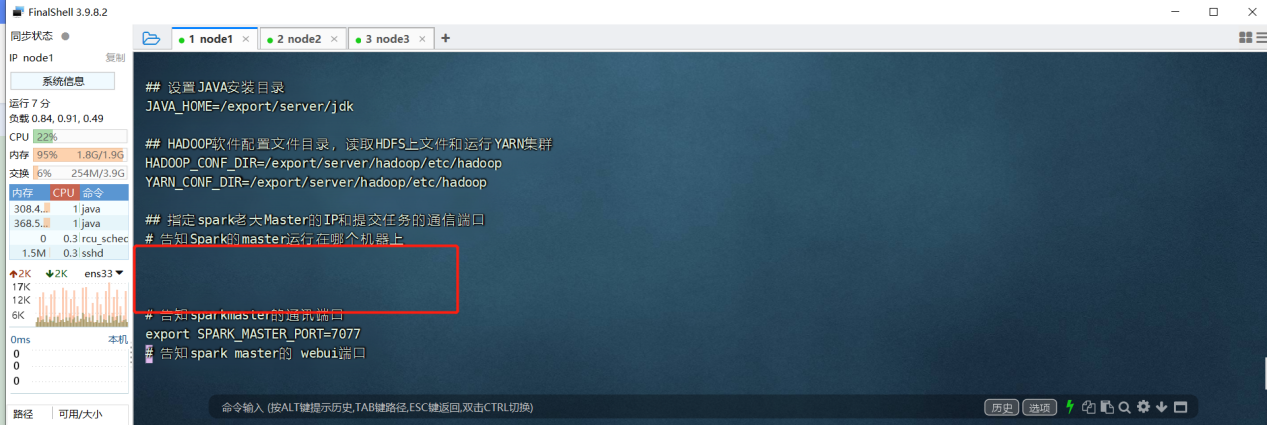 FinalShell 3.9.8.2
同步状态
1 node1
2 node2
3 node3
IP node1
复制
系统信息
运行 7 分
负载 0.84, 0.91, 0.49
CPU 22%
内存 95% 1.8G/1.9G
交换 6% 254M/3.9G
内存 CPU 命令
308.4... 1 java
368.5... 1 java
0 0.3 rcu_schec
1.5M 0.3 sshd
2K 2K ens33
17K
12K
6K
0ms 本机
0
0
0
路径 可用/大小
## 设置JAVA安装目录
JAVA_HOME=/export/server/jdk
## HADOOP软件配置文件目录，读取HDFS上文件和运行YARN集群
HADOOP_CONF_DIR=/export/server/hadoop/etc/hadoop
YARN_CONF_DIR=/export/server/hadoop/etc/hadoop
## 指定spark老大Master的IP和提交任务的通信端口
# 告知Spark的master运行在哪个机器上
# 告知sparkmaster的通讯端口
export SPARK_MASTER_PORT=7077
# 告知spark master的 webui端口
命令输入 (按ALT键提示历史,TAB键路径,ESC键返回,双击CTRL切换)
历史
选项